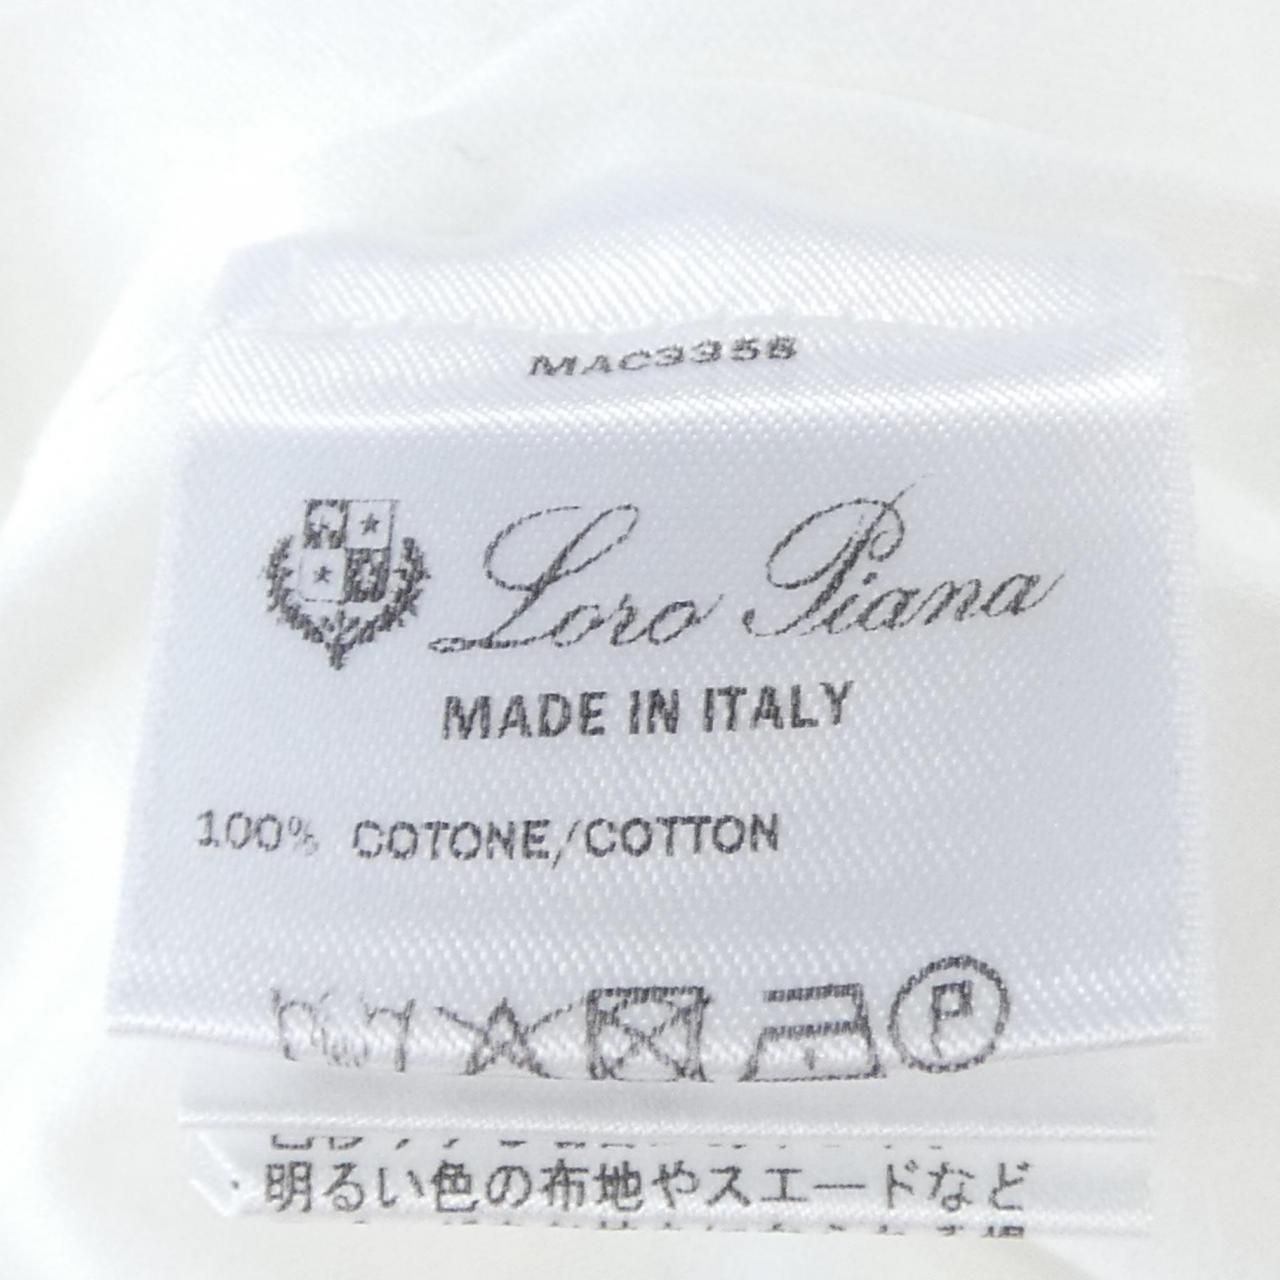 MAC3358
Loro Piana
MADE IN ITALY
100% COTONE/COTTON
P
・明るい色の布地やスエードなど